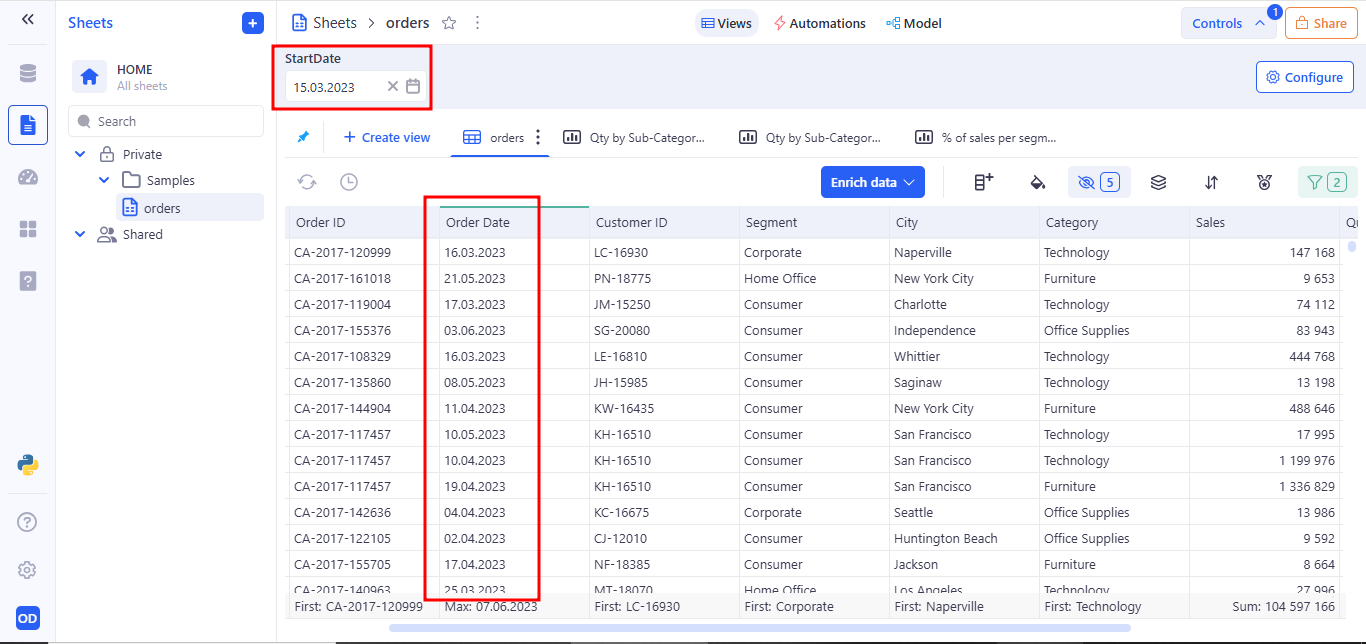 Sheets
Sheets > orders
Views
Automations
Model
Controls
1
Share
HOME
All sheets
Search
Private
Samples
orders
Shared
OD
StartDate
15.03.2023
Configure
+ Create view
orders
Qty by Sub-Categor...
Qty by Sub-Categor...
% of sales per segm...
Enrich data
5
2
Order ID Order Date Customer ID Segment City Category Sales
CA-2017-120999 16.03.2023 LC-16930 Corporate Naperville Technology 147 168
CA-2017-161018 21.05.2023 PN-18775 Home Office New York City Furniture 9 653
CA-2017-119004 17.03.2023 JM-15250 Consumer Charlotte Technology 74 112
CA-2017-155376 03.06.2023 SG-20080 Consumer Independence Office Supplies 83 943
CA-2017-108329 16.03.2023 LE-16810 Consumer Whittier Technology 444 768
CA-2017-135860 08.05.2023 JH-15985 Consumer Saginaw Technology 13 198
CA-2017-144904 11.04.2023 KW-16435 Consumer New York City Furniture 488 646
CA-2017-117457 10.05.2023 KH-16510 Consumer San Francisco Technology 17 995
CA-2017-117457 10.04.2023 KH-16510 Consumer San Francisco Technology 1 199 976
CA-2017-117457 19.04.2023 KH-16510 Consumer San Francisco Furniture 1 336 829
CA-2017-142636 04.04.2023 KC-16675 Corporate Seattle Office Supplies 13 986
CA-2017-122105 02.04.2023 CJ-12010 Consumer Huntington Beach Office Supplies 9 592
CA-2017-155705 17.04.2023 NF-18385 Consumer Jackson Furniture 8 664
CA-2017-140963 25.03.2023 MT-18070 Home Office Los Angeles Technology 27 996
First: CA-2017-120999 Max: 07.06.2023 First: LC-16930 First: Corporate First: Naperville First: Technology Sum: 104 597 166